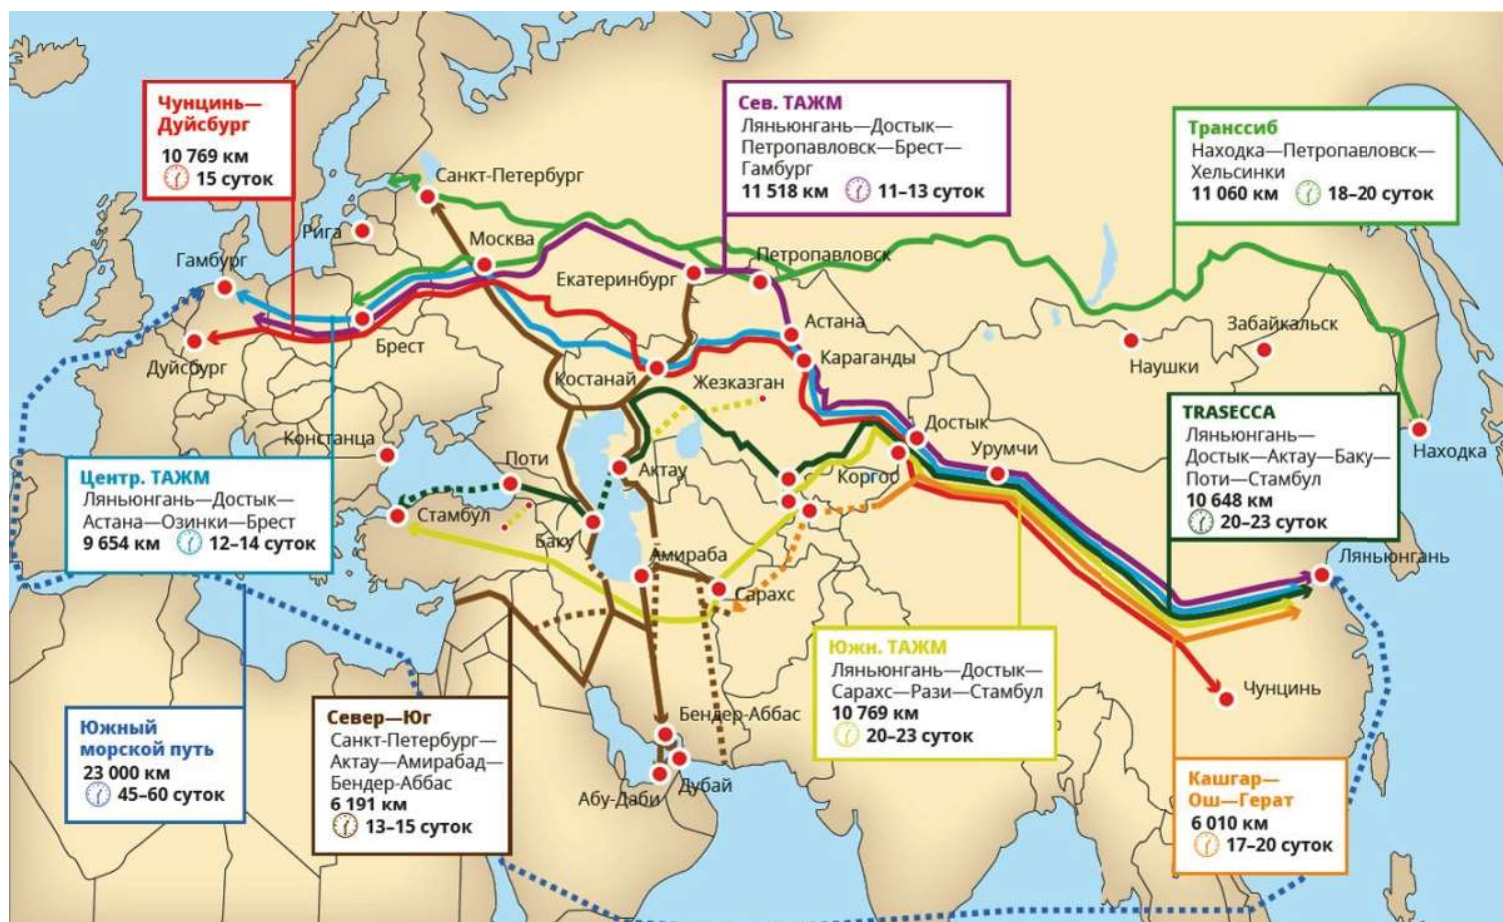 Чунцинь—
Дуйсбург
10 769 км
15 суток
Сев. ТАЖМ
Ляньюнгань—Достык—
Петропавловск—Брест—
Гамбург
11 518 км 11–13 суток
Транссиб
Находка—Петропавловск—
Хельсинки
11 060 км 18–20 суток
Санкт-Петербург
Рига
Москва
Гамбург
Екатеринбург
Петропавловск
Астана
Забайкальск
Брест
Караганды
Наушки
Дуйсбург
Костанай
Жезказган
TRASECCA
Ляньюнгань—
Достык—Актау—Баку—
Поти—Стамбул
10 648 км
20–23 суток
Достык
Урумчи
Находка
Констанца
Поти
Актау
Коргос
Центр. ТАЖМ
Ляньюнгань—Достык—
Астана—Озинки—Брест
9 654 км 12–14 суток
Стамбул
Баку
Амираба
Ляньюнгань
Сарахс
Южн. ТАЖМ
Ляньюнгань—Достык—
Сарахс—Рази—Стамбул
10 769 км
20–23 суток
Чунцинь
Южный
морской путь
23 000 км
45–60 суток
Север—Юг
Санкт-Петербург—
Актау—Амирабад—
Бендер-Аббас
6 191 км
13–15 суток
Бендер-Аббас
Дубай
Абу-Даби
Кашгар—
Ош—Герат
6 010 км
17–20 суток